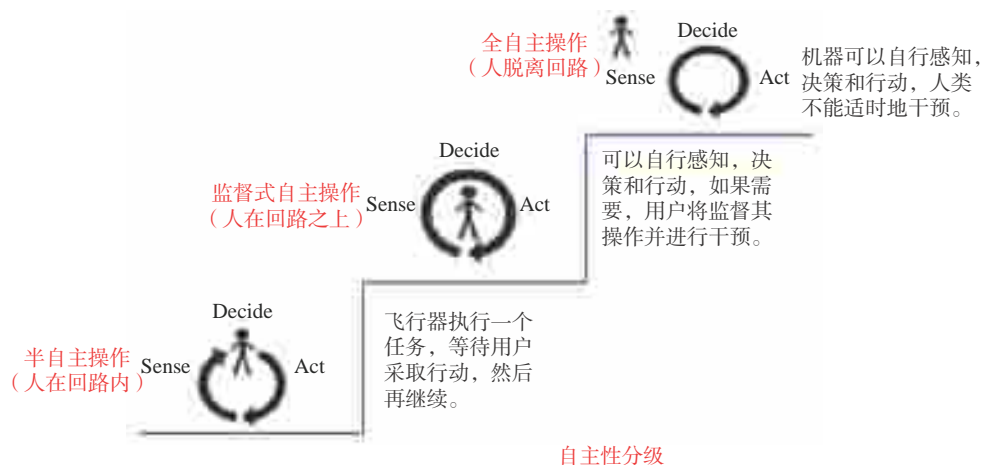 全自主操作
（人脱离回路）
Decide
Sense
Act
机器可以自行感知，
决策和行动，人类
不能适时地干预。
监督式自主操作
（人在回路之上）
Decide
Sense
Act
可以自行感知，决
策和行动，如果需
要，用户将监督其
操作并进行干预。
半自主操作
（人在回路内）
Decide
Sense
Act
飞行器执行一个
任务，等待用户
采取行动，然后
再继续。
自主性分级